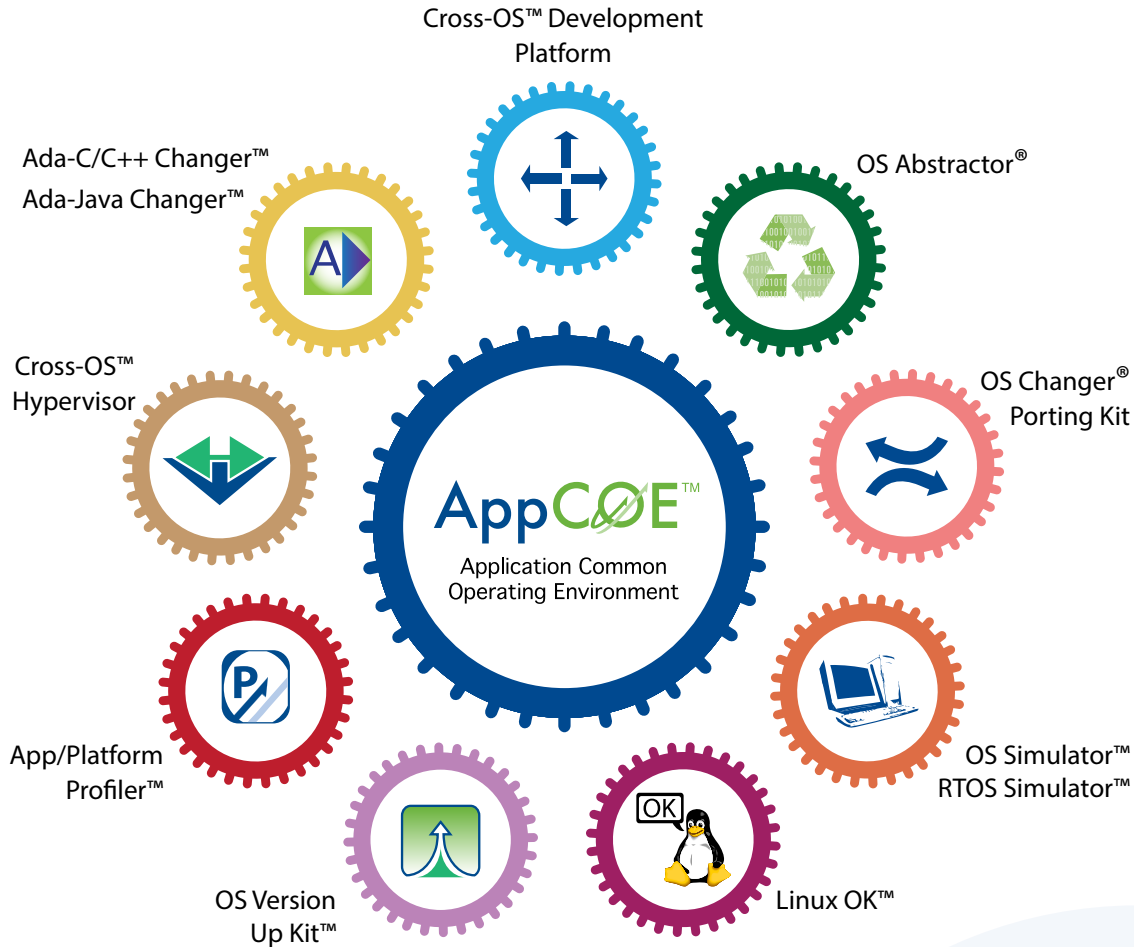 Cross-OS™ Development
Platform
Ada-C/C++ Changer™
Ada-Java Changer™
A
OS Abstractor®
Cross-OS™
Hypervisor
OS Changer®
Porting Kit
AppCOE™
Application Common
Operating Environment
P
App/Platform
Profiler™
OS Simulator™
RTOS Simulator™
OK
OS Version
Up Kit™
Linux OK™